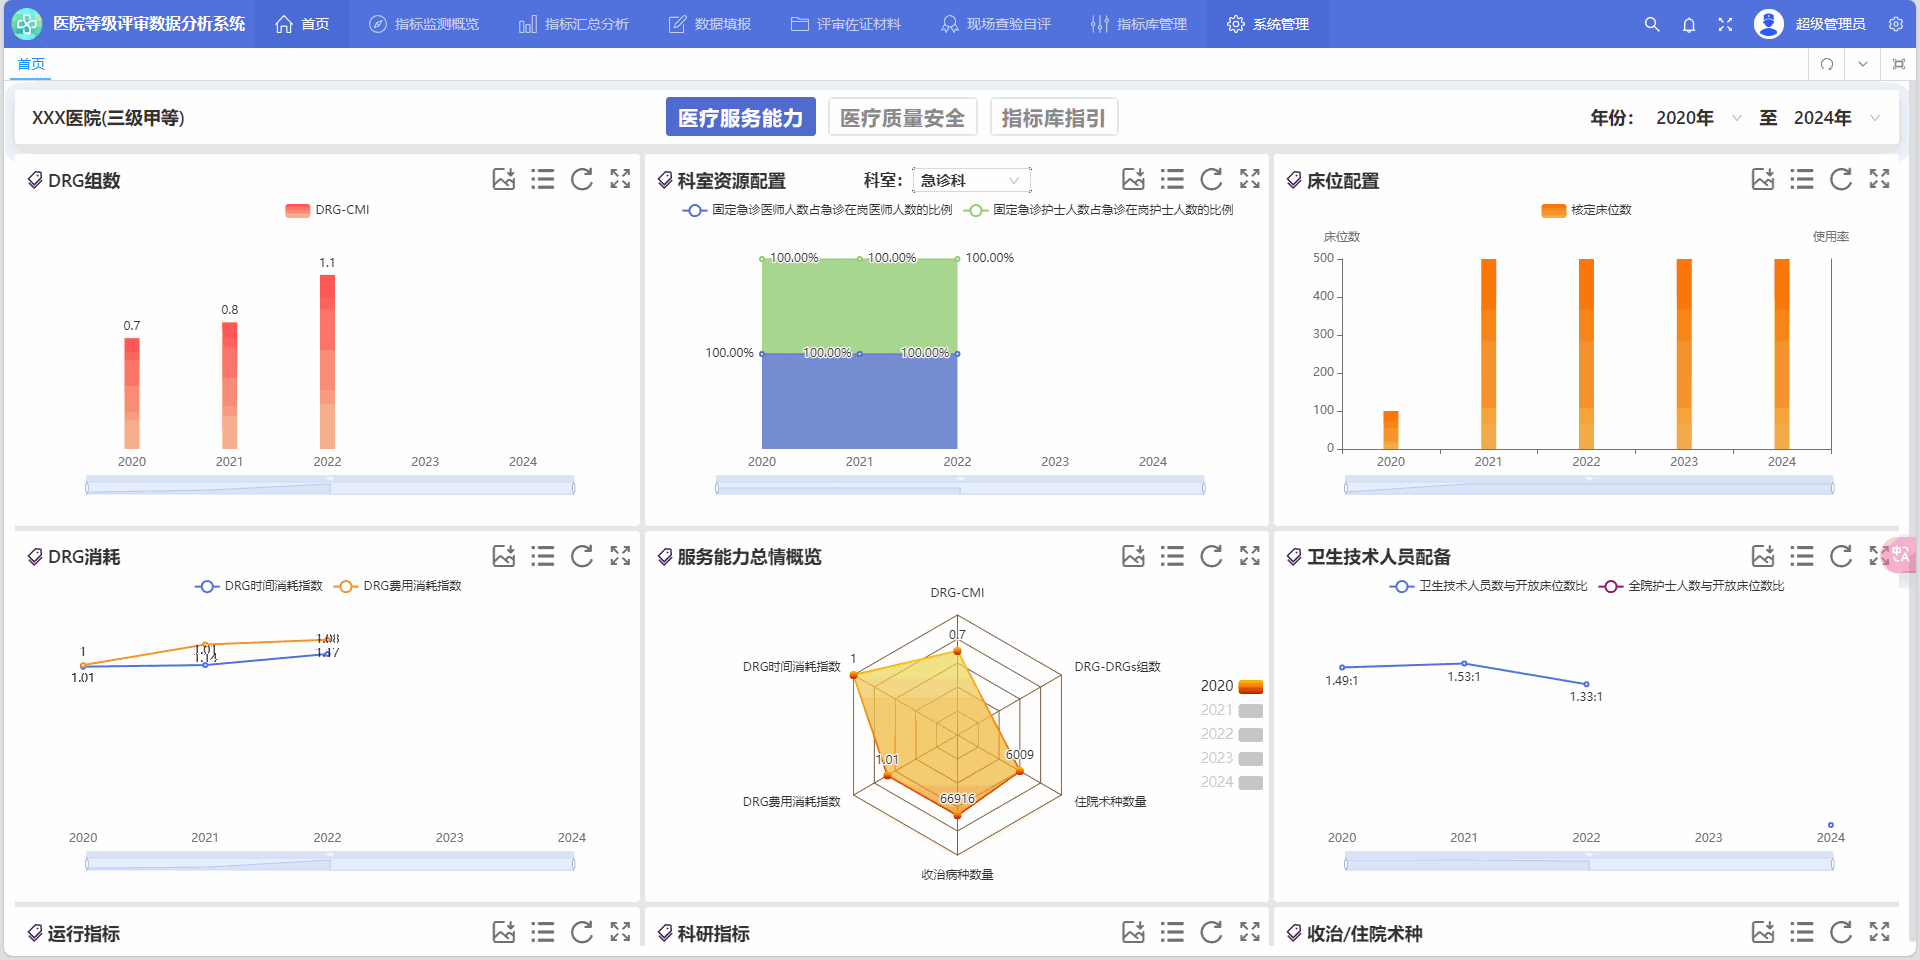 医院等级评审数据分析系统 首页 指标监测概览 指标汇总分析 数据填报 评审佐证材料 现场查验自评 指标库管理 系统管理 超级管理员
首页
XXX医院(三级甲等) 医疗服务能力 医疗质量安全 指标库指引 年份： 2020年 至 2024年
DRG组数
DRG-CMI
0.7
0.8
1.1
2020 2021 2022 2023 2024
科室资源配置 科室： 急诊科
固定急诊医师人数占急诊在岗医师人数的比例 固定急诊护士人数占急诊在岗护士人数的比例
100.00% 100.00% 100.00%
100.00% 100.00% 100.00%
2020 2021 2022 2023 2024
床位配置
核定床位数
床位数 使用率
500
400
300
200
100
0
2020 2021 2022 2023 2024
DRG消耗
DRG时间消耗指数 DRG费用消耗指数
1 1.01 1.08
1.01 1.14 1.17
2020 2021 2022 2023 2024
服务能力总情概览
DRG-CMI
0.7
DRG时间消耗指数 1 DRG-DRGs组数
1.01 6009
66916
DRG费用消耗指数 住院术种数量
收治病种数量
2020
2021
2022
2023
2024
卫生技术人员配备
中A
卫生技术人员数与开放床位数比 全院护士人数与开放床位数比
1.49:1 1.53:1 1.33:1
2020 2021 2022 2023 2024
运行指标
科研指标
收治/住院术种